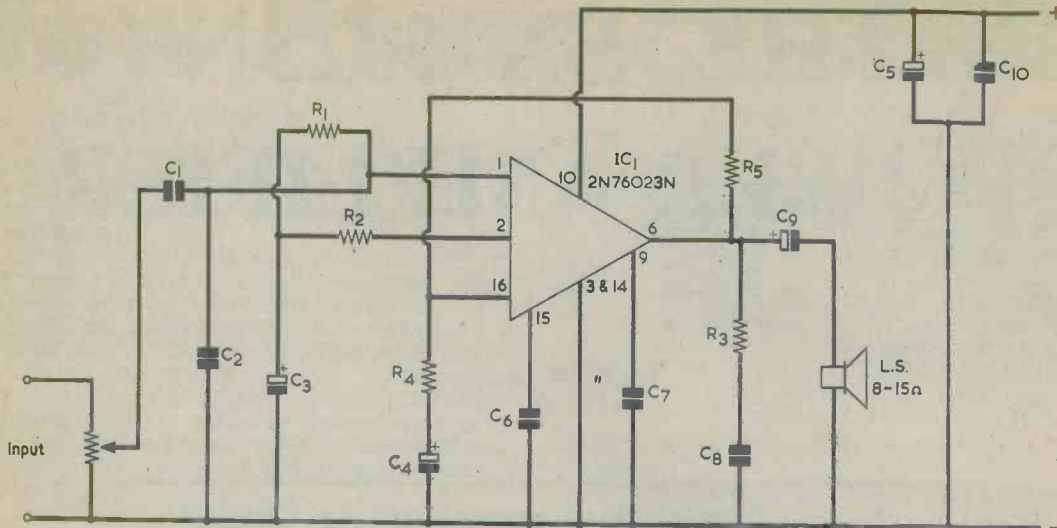 +
C5
+
C10
R1
IC1
10
2N76023N
R5
C1
1
R2
2
6
C9
+
9
16
3 & 14
15
R3
C2
+
C3
R4
"
C7
L.S.
8-15Ω
C6
Input
+
C4
C8